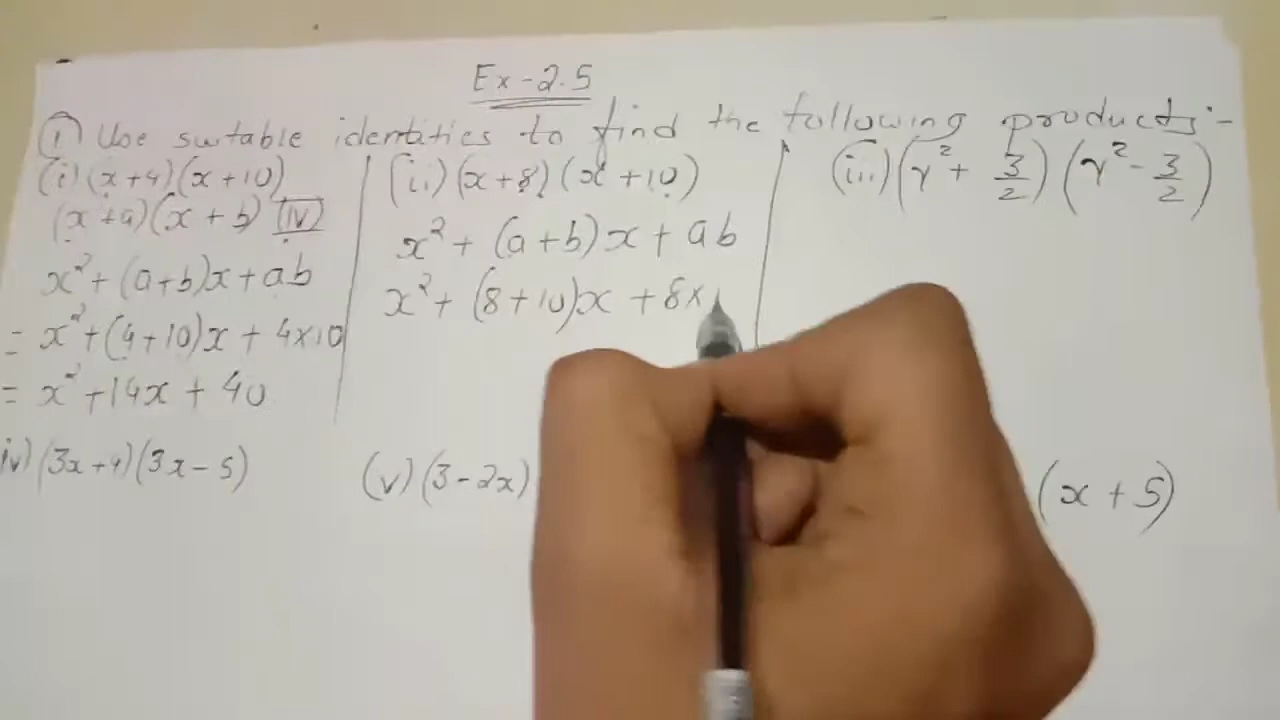 Ex-2.5
① Use suitable identities to find the following products:-
(i) (x+4)(x+10)
(x+a)(x+b) (iv)
x²+(a+b)x+ab
= x²+(4+10)x+4×10
= x²+14x+40
(ii) (x+8)(x+10)
x²+(a+b)x+ab
x²+(8+10)x+8×
(iii) (y²+3/2)(y²-3/2)
iv) (3x+4)(3x-5)
(v) (3-2x)
(x+5)